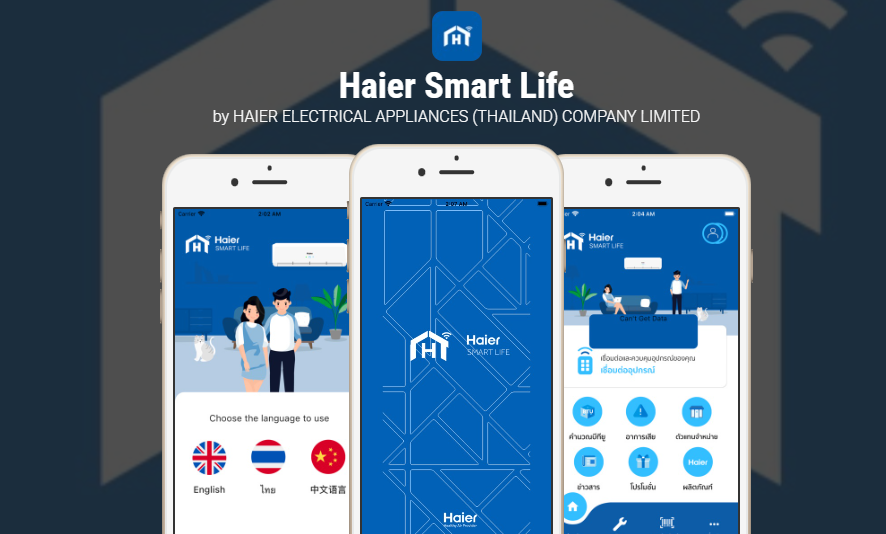 Haier Smart Life
by HAIER ELECTRICAL APPLIANCES (THAILAND) COMPANY LIMITED
Carrier
2:02 AM
Haier
SMART LIFE
Choose the language to use
English
ไทย
中文语言
Carrier
2:07 AM
Haier
SMART LIFE
Haier
Healthy Air Provider
2:04 AM
Haier
SMART LIFE
Can't Get Data
เชื่อมต่อและควบคุมอุปกรณ์ของคุณ
เชื่อมต่ออุปกรณ์
BTU
คำนวณบีทียู
อาการเสีย
ตัวแทนจำหน่าย
Haier
ข่าวสาร
โปรโมชั่น
ผลิตภัณฑ์